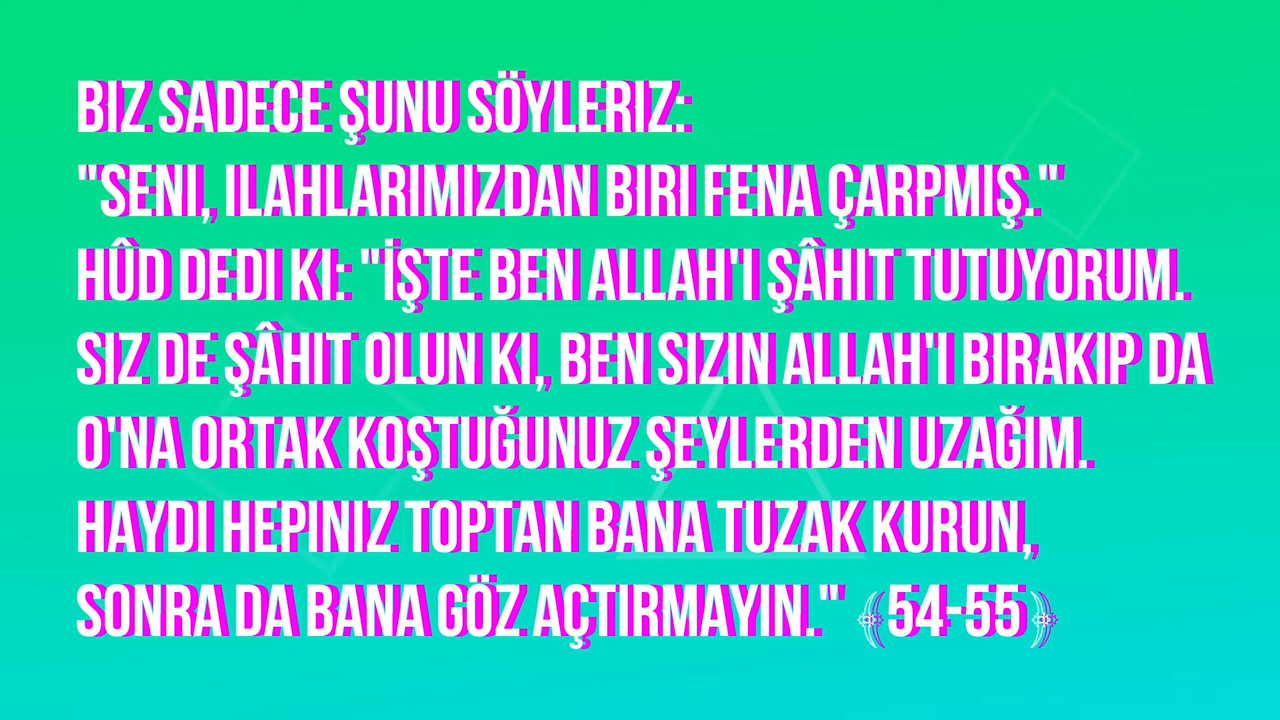 BIZ SADECE ŞUNU SÖYLERIZ:
"SENI, ILAHLARIMIZDAN BIRI FENA ÇARPMIŞ."
HÛD DEDI KI: "İŞTE BEN ALLAH'I ŞÂHIT TUTUYORUM.
SIZ DE ŞÂHIT OLUN KI, BEN SIZIN ALLAH'I BIRAKIP DA
O'NA ORTAK KOŞTUĞUNUZ ŞEYLERDEN UZAĞIM.
HAYDI HEPINIZ TOPTAN BANA TUZAK KURUN,
SONRA DA BANA GÖZ AÇTIRMAYIN."' ﴾54-55﴿